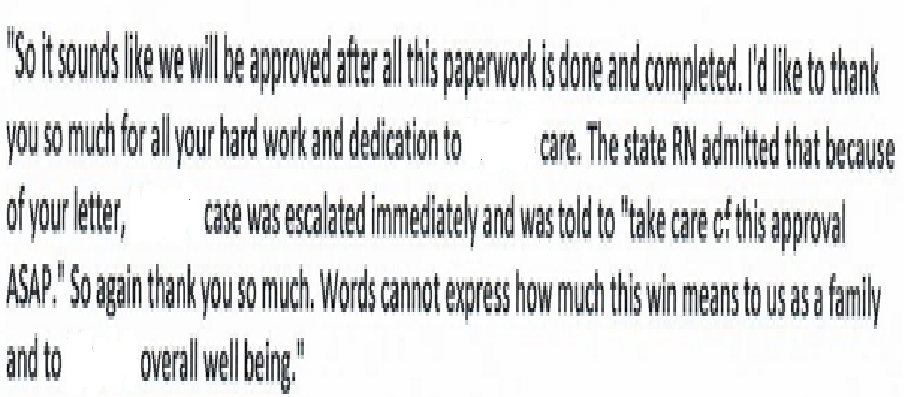 "So it sounds like we will be approved after all this paperwork is done and completed. I'd like to thank
you so much for all your hard work and dedication to care. The state RN admitted that because
of your letter, case was escalated immediately and was told to "take care of this approval
ASAP." So again thank you so much. Words cannot express how much this win means to us as a family
and to overall well being."